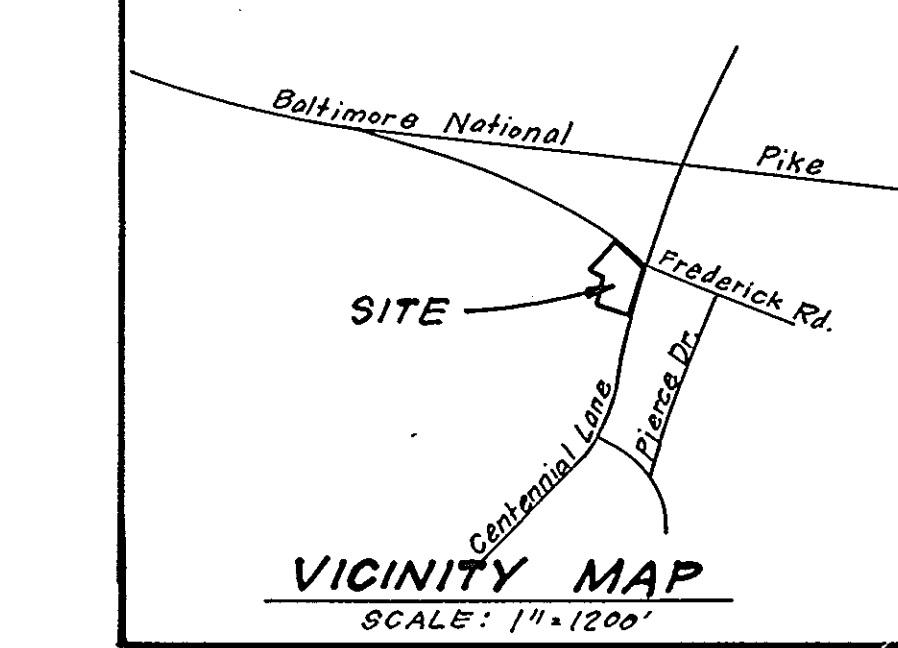 Baltimore National Pike
Frederick Rd.
SITE
Pierce Dr.
Centennial Lane
VICINITY MAP
SCALE: 1"=1200'